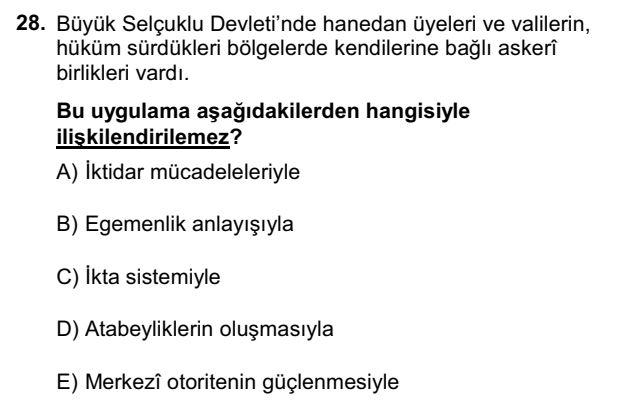 28. Büyük Selçuklu Devleti’nde hanedan üyeleri ve valilerin,
hüküm sürdükleri bölgelerde kendilerine bağlı askerî
birlikleri vardı.
Bu uygulama aşağıdakilerden hangisiyle
ilişkilendirilemez?
A) İktidar mücadeleleriyle
B) Egemenlik anlayışıyla
C) İkta sistemiyle
D) Atabeyliklerin oluşmasıyla
E) Merkezî otoritenin güçlenmesiyle